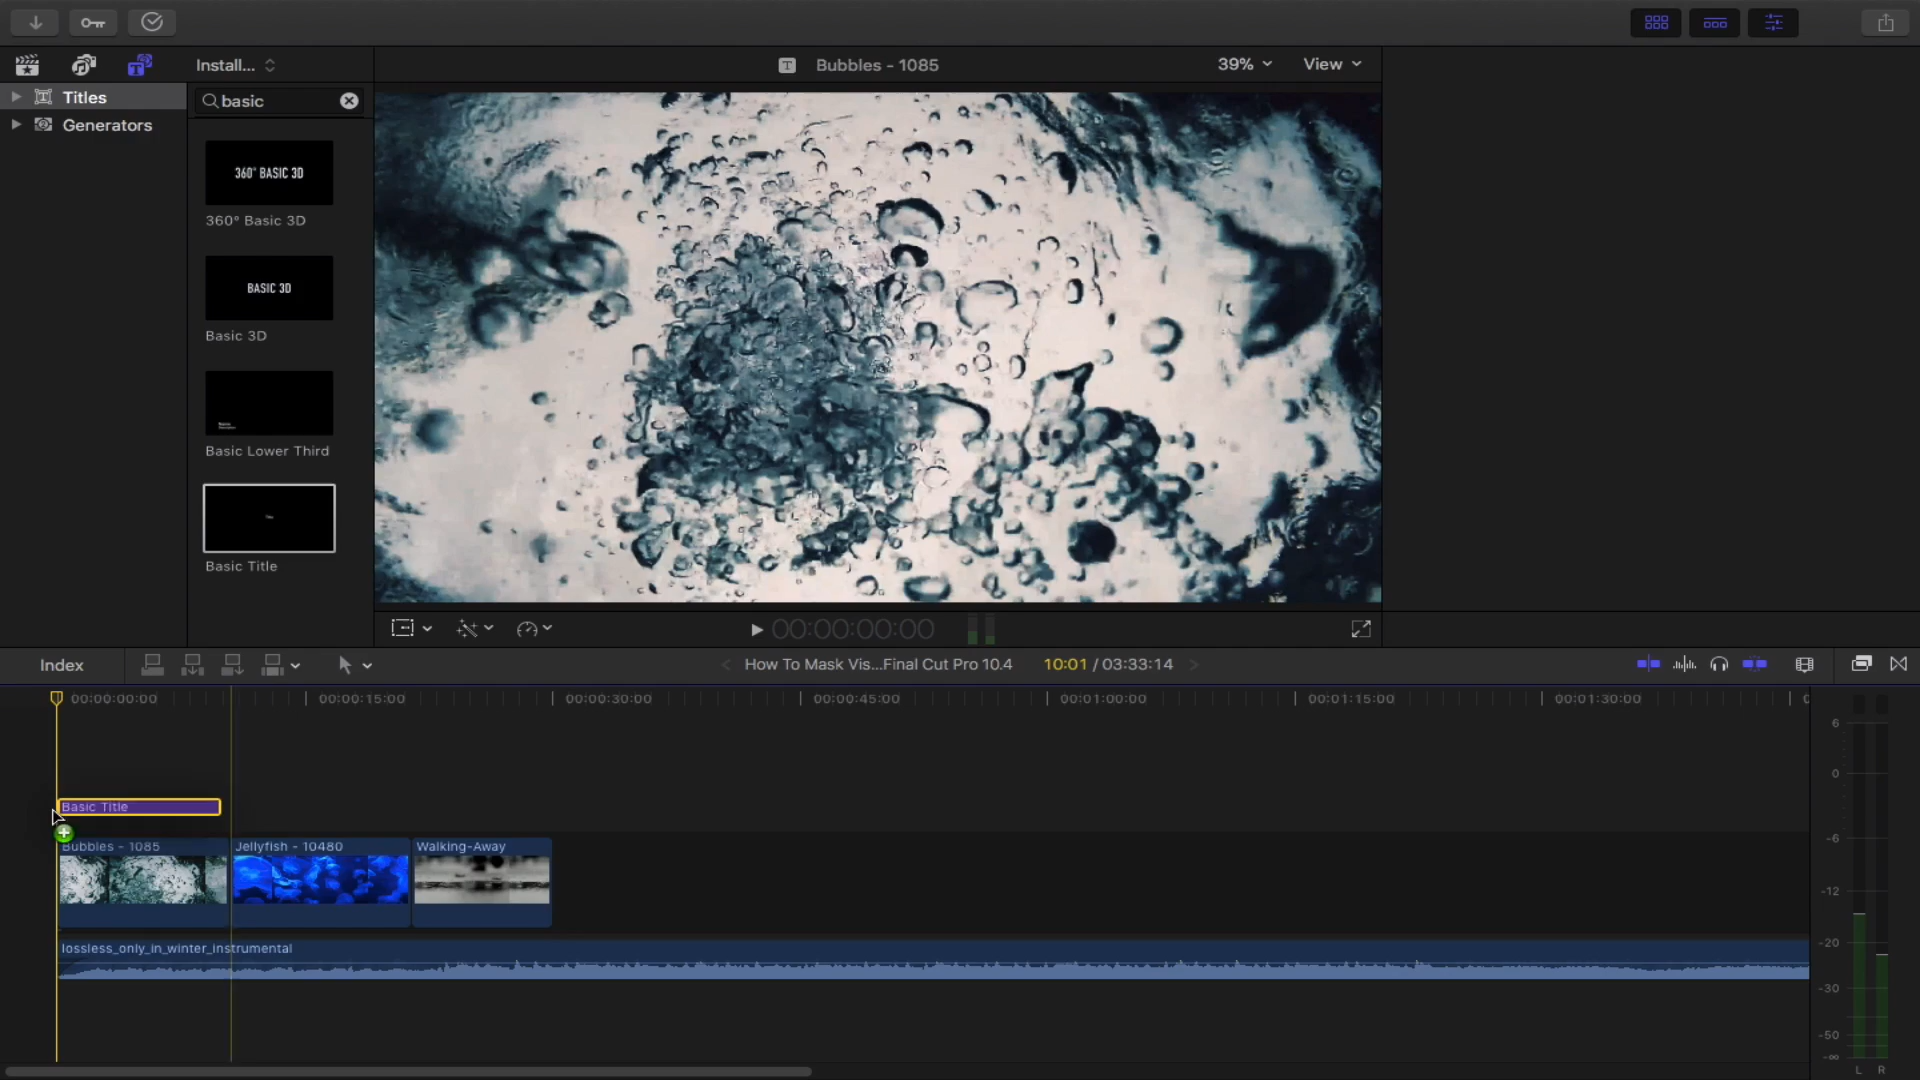 Install...
Bubbles - 1085
39%
View
Titles
Generators
basic
360° BASIC 3D
360° Basic 3D
BASIC 3D
Basic 3D
Basic Lower Third
Basic Title
00:00:00:00
Index
How To Mask Vis...Final Cut Pro 10.4
10:01 / 03:33:14
00:00:00:00
00:00:15:00
00:00:30:00
00:00:45:00
00:01:00:00
00:01:15:00
00:01:30:00
Basic Title
Bubbles - 1085
Jellyfish - 10480
Walking-Away
lossless_only_in_winter_instrumental
6
0
-6
-12
-20
-30
-50
-∞
L R